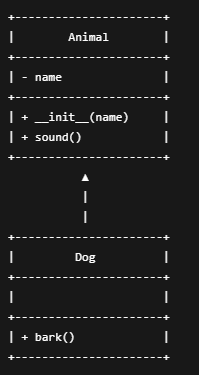 +----------------------+
|        Animal        |
+----------------------+
| - name               |
+----------------------+
| + __init__(name)     |
| + sound()            |
+----------------------+
           ▲
           |
           |
+----------------------+
|         Dog          |
+----------------------+
|                      |
+----------------------+
| + bark()             |
+----------------------+